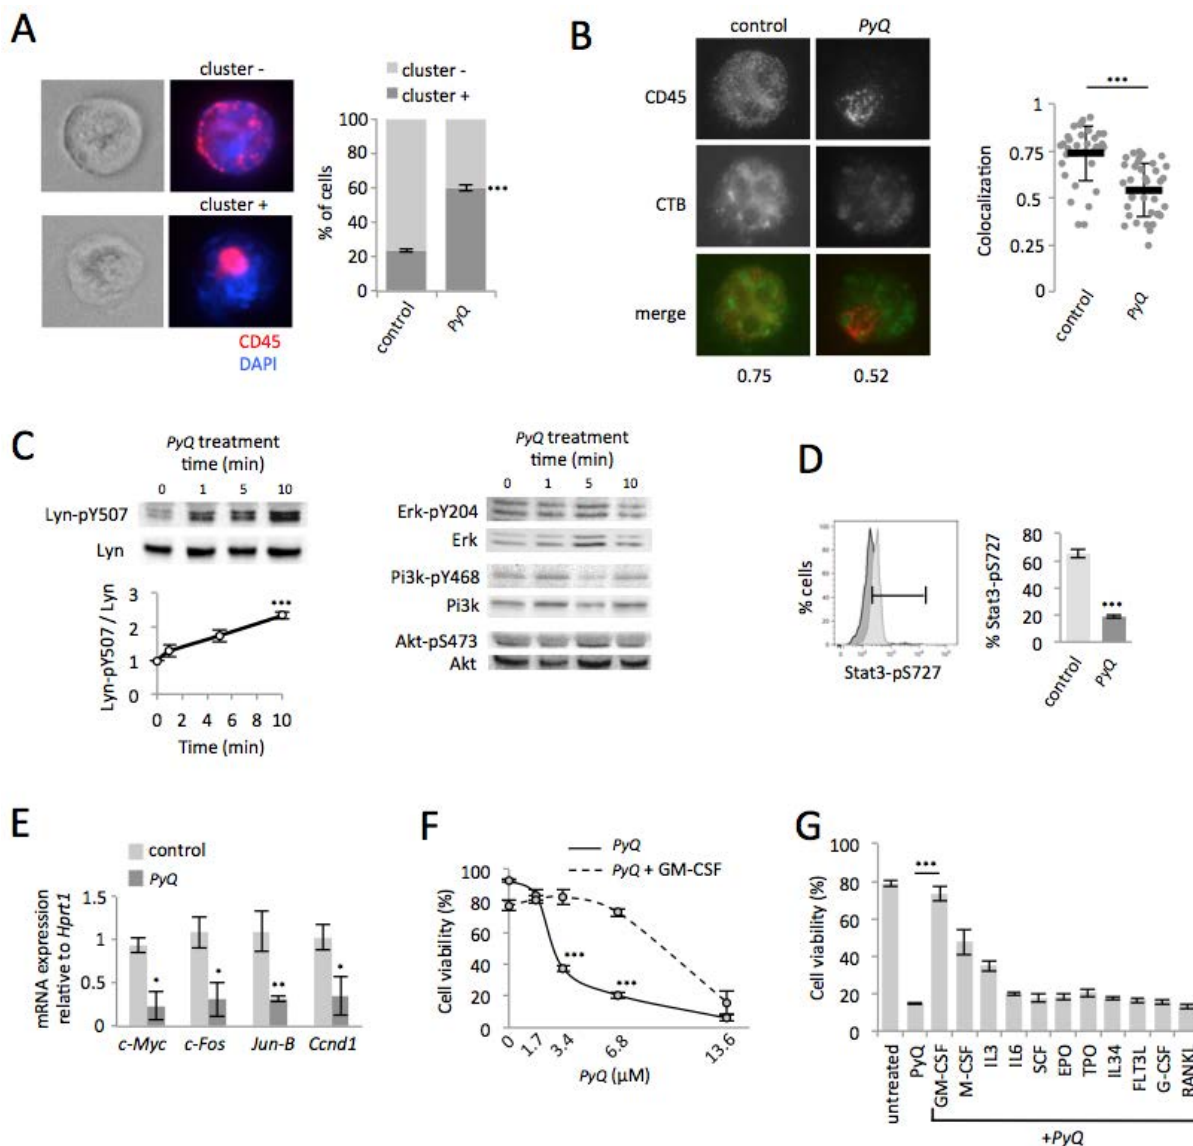 A
cluster -
cluster +
CD45
DAPI
cluster -
cluster +
100
80
60
40
20
0
% of cells
***
control
PyQ
B
control
PyQ
CD45
CTB
merge
0.75
0.52
***
1
0.75
0.5
0.25
0
Colocalization
control
PyQ
C
PyQ treatment
time (min)
0 1 5 10
Lyn-pY507
Lyn
3
2
1
0
Lyn-pY507 / Lyn
***
0 2 4 6 8 10
Time (min)
PyQ treatment
time (min)
0 1 5 10
Erk-pY204
Erk
Pi3k-pY468
Pi3k
Akt-pS473
Akt
D
100
80
60
40
20
0
% cells
Stat3-pS727
80
60
40
20
0
% Stat3-pS727
***
control
PyQ
E
control
PyQ
1.5
1
0.5
0
mRNA expression
relative to Hprt1
* * ** *
c-Myc c-Fos Jun-B Ccnd1
F
PyQ
PyQ + GM-CSF
100
80
60
40
20
0
Cell viability (%)
***
***
0 1.7 3.4 6.8 13.6
PyQ (µM)
G
100
80
60
40
20
0
Cell viability (%)
***
untreated
PyQ
GM-CSF
M-CSF
IL3
IL6
SCF
EPO
TPO
IL34
FLT3L
G-CSF
RANKL
+PyQ